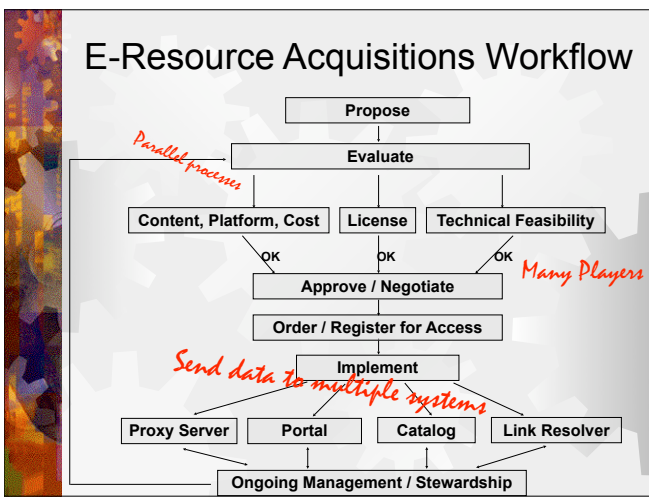 E-Resource Acquisitions Workflow
Propose
Parallel processes
Evaluate
Content, Platform, Cost
License
Technical Feasibility
OK
OK
OK
Many Players
Approve / Negotiate
Order / Register for Access
Implement
Send data to multiple systems
Proxy Server
Portal
Catalog
Link Resolver
Ongoing Management / Stewardship